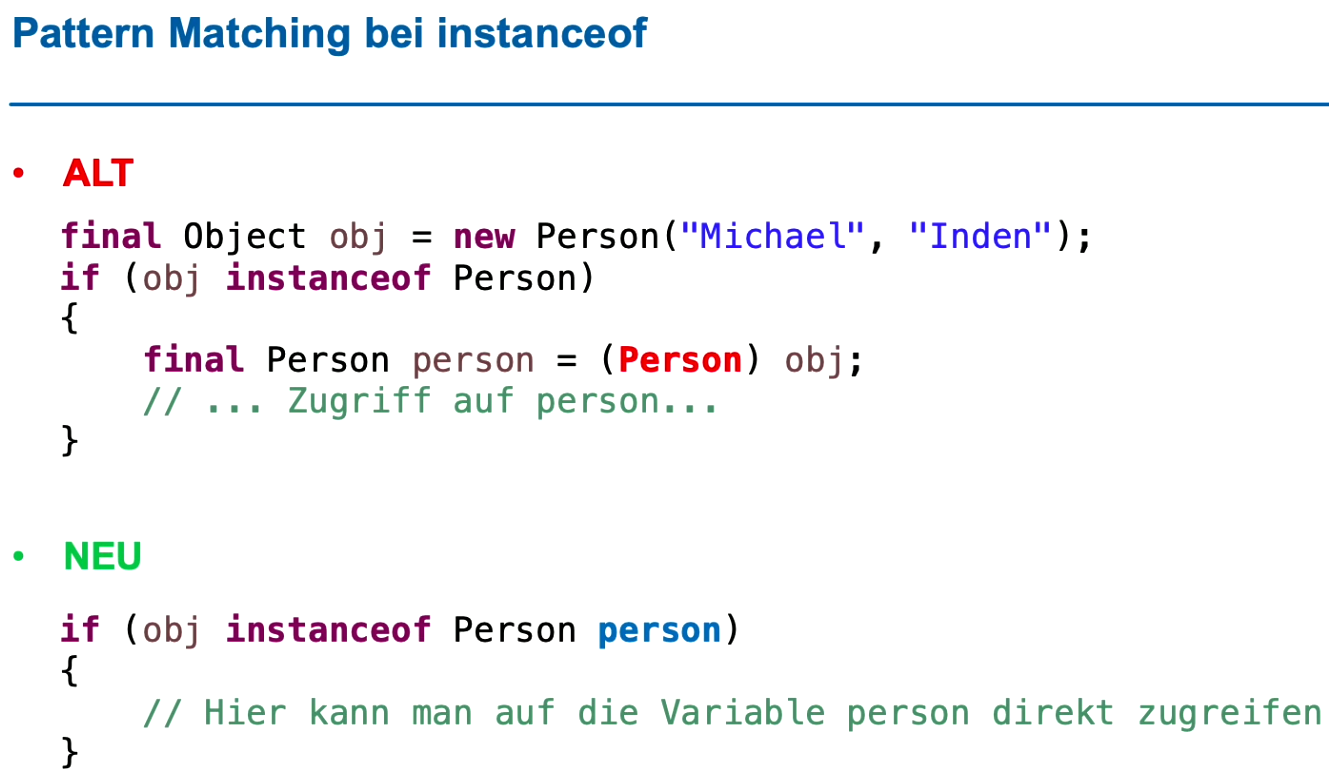 Pattern Matching bei instanceof
• ALT
final Object obj = new Person("Michael", "Inden");
if (obj instanceof Person)
{
    final Person person = (Person) obj;
    // ... Zugriff auf person...
}
• NEU
if (obj instanceof Person person)
{
    // Hier kann man auf die Variable person direkt zugreifen
}